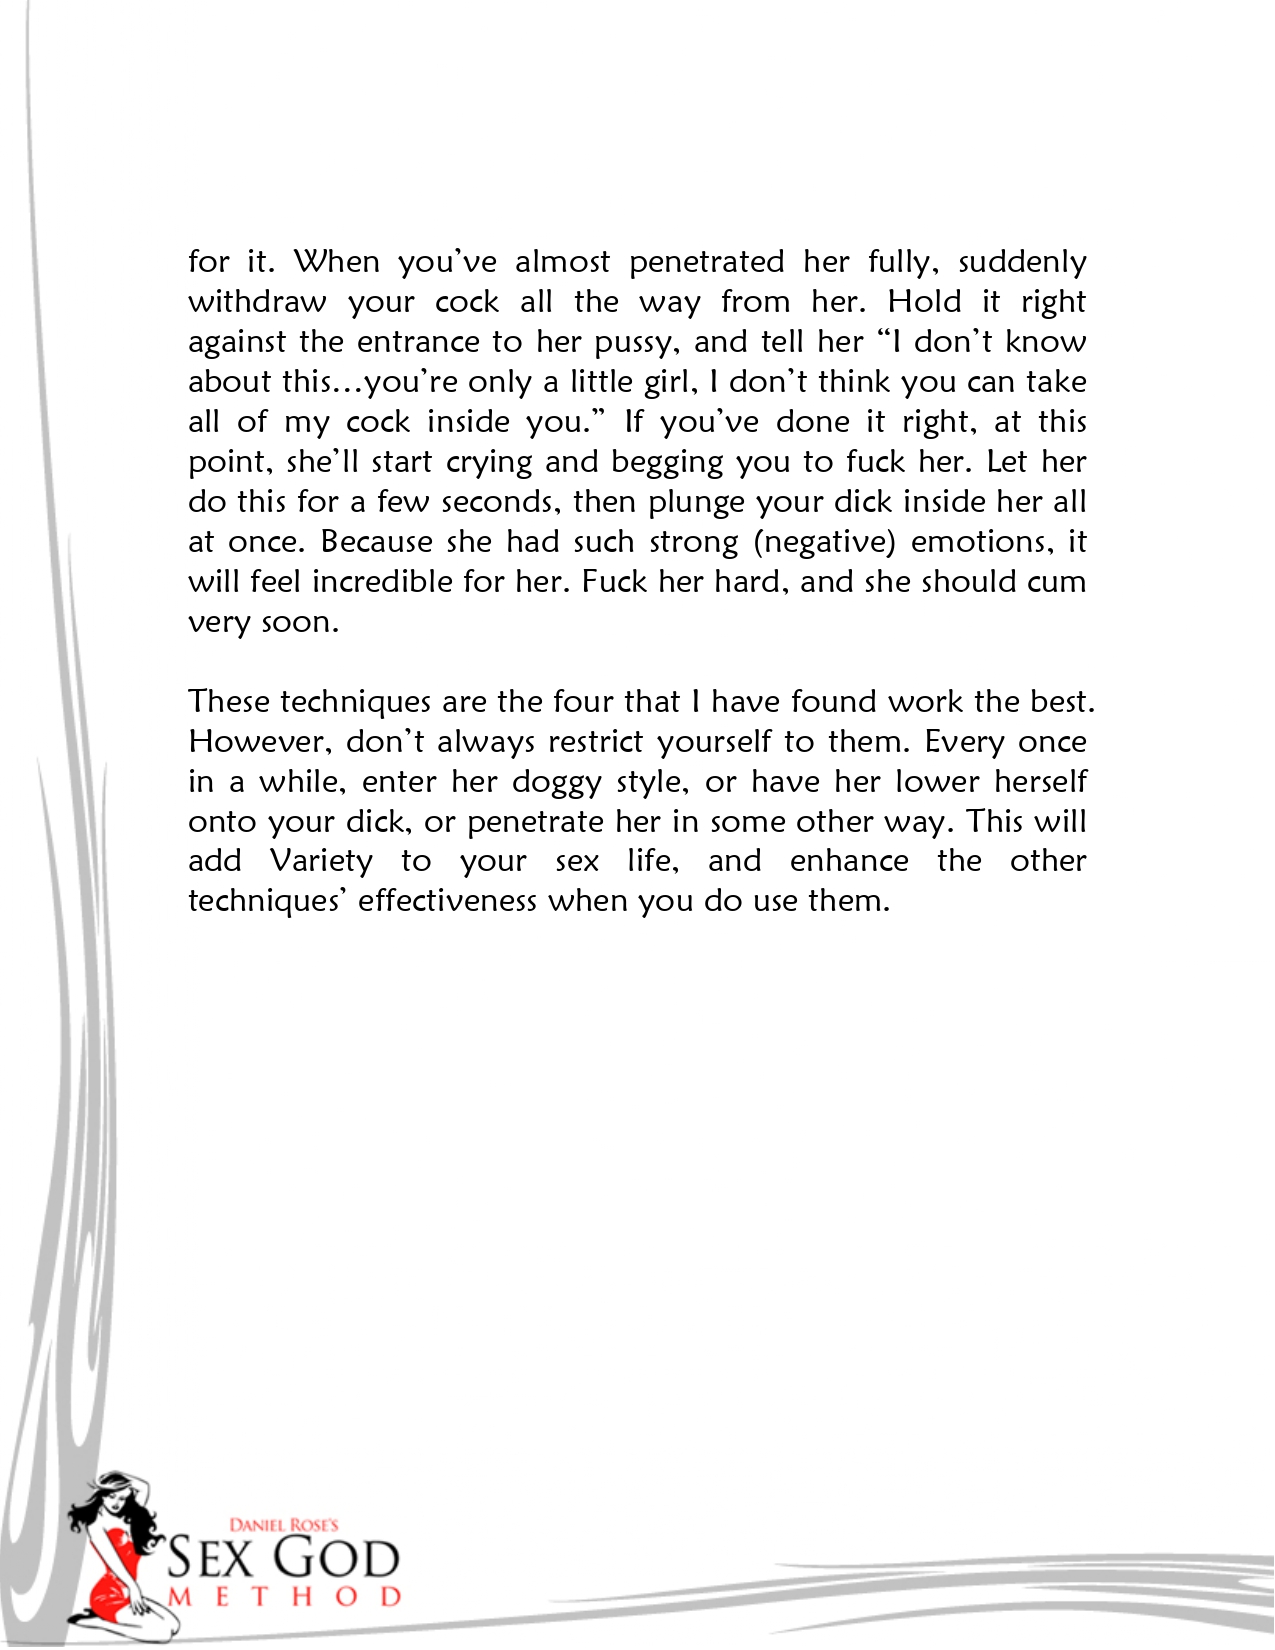 for it. When you’ve almost penetrated her fully, suddenly
withdraw your cock all the way from her. Hold it right
against the entrance to her pussy, and tell her “I don’t know
about this…you’re only a little girl, I don’t think you can take
all of my cock inside you.” If you’ve done it right, at this
point, she’ll start crying and begging you to fuck her. Let her
do this for a few seconds, then plunge your dick inside her all
at once. Because she had such strong (negative) emotions, it
will feel incredible for her. Fuck her hard, and she should cum
very soon.
These techniques are the four that I have found work the best.
However, don’t always restrict yourself to them. Every once
in a while, enter her doggy style, or have her lower herself
onto your dick, or penetrate her in some other way. This will
add Variety to your sex life, and enhance the other
techniques’ effectiveness when you do use them.
DANIEL ROSE’S
SEX GOD
METHOD